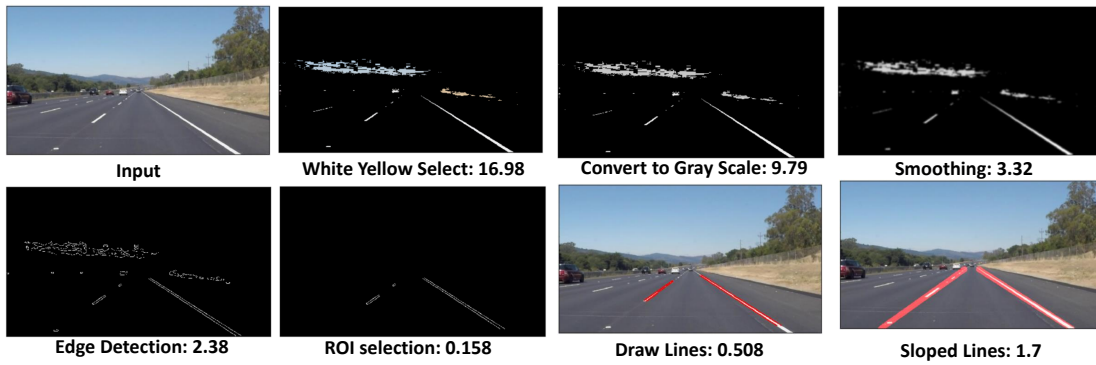 Input
White Yellow Select: 16.98
Convert to Gray Scale: 9.79
Smoothing: 3.32
Edge Detection: 2.38
ROI selection: 0.158
Draw Lines: 0.508
Sloped Lines: 1.7